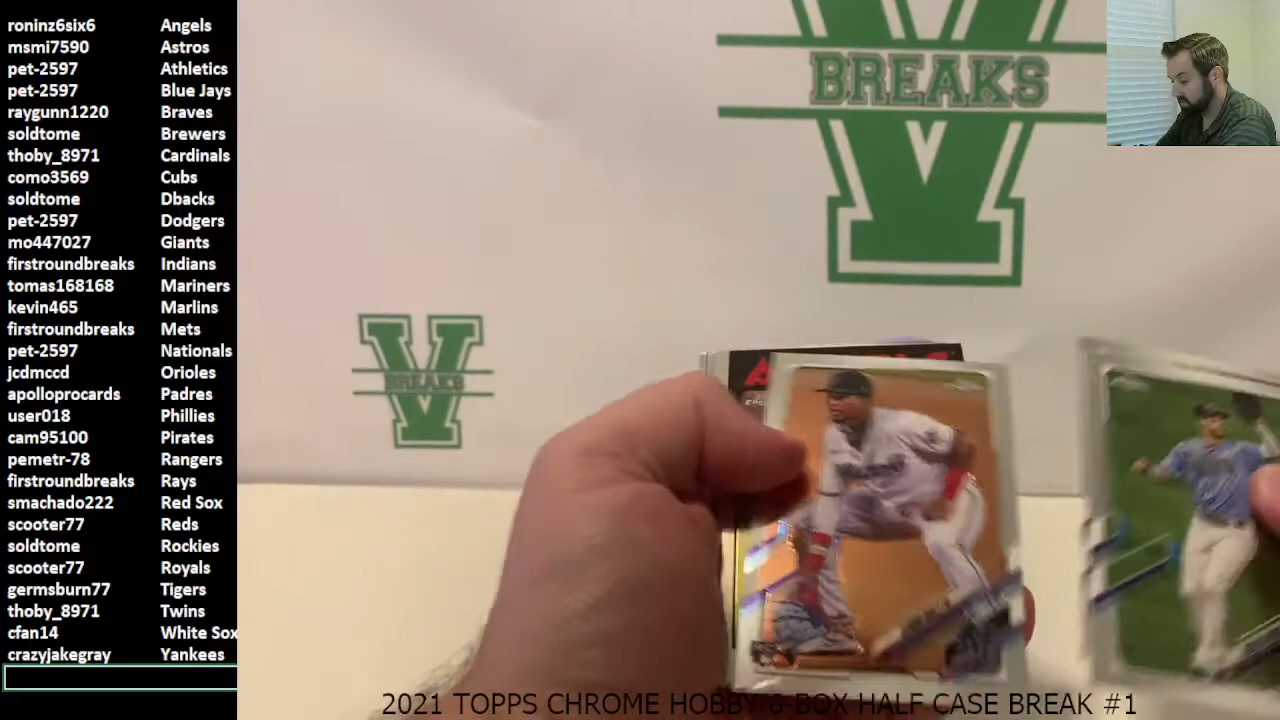 roninz6six6 Angels
msmi7590 Astros
pet-2597 Athletics
pet-2597 Blue Jays
raygunn1220 Braves
soldtome Brewers
thoby_8971 Cardinals
como3569 Cubs
soldtome Dbacks
pet-2597 Dodgers
mo447027 Giants
firstroundbreaks Indians
tomas168168 Mariners
kevin465 Marlins
firstroundbreaks Mets
pet-2597 Nationals
jcdmccd Orioles
apolloprocards Padres
user018 Phillies
cam95100 Pirates
pemetr-78 Rangers
firstroundbreaks Rays
smachado222 Red Sox
scooter77 Reds
soldtome Rockies
scooter77 Royals
germsburn77 Tigers
thoby_8971 Twins
cfan14 White Sox
crazyjakegray Yankees
V
BREAKS
V
BREAKS
2021 TOPPS CHROME HOBBY 6-BOX HALF CASE BREAK #1